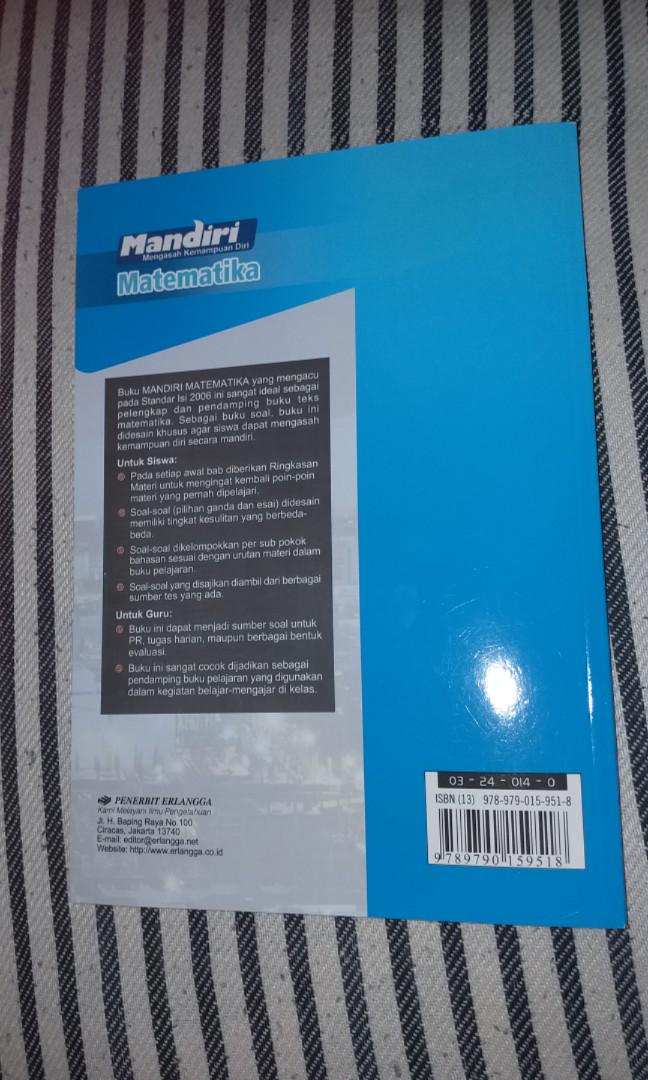 Mandiri
Mengasah Kemampuan Diri
Matematika
Buku MANDIRI MATEMATIKA yang mengacu
pada Standar Isi 2006 ini sangat ideal sebagai
pelengkap dan pendamping buku teks
matematika. Sebagai buku soal, buku ini
didesain khusus agar siswa dapat mengasah
kemampuan diri secara mandiri.
Untuk Siswa:
Pada setiap awal bab diberikan Ringkasan
Materi untuk mengingat kembali poin-poin
materi yang pernah dipelajari.
Soal-soal (pilihan ganda dan esai) didesain
memiliki tingkat kesulitan yang berbeda-
beda.
Soal-soal dikelompokkan per sub pokok
bahasan sesuai dengan urutan materi dalam
buku pelajaran.
Soal-soal yang disajikan diambil dari berbagai
sumber tes yang ada.
Untuk Guru:
Buku ini dapat menjadi sumber soal untuk
PR, tugas harian, maupun berbagai bentuk
evaluasi.
Buku ini sangat cocok dijadikan sebagai
pendamping buku pelajaran yang digunakan
dalam kegiatan belajar-mengajar di kelas.
PENERBIT ERLANGGA
Kami Melayani Ilmu Pengetahuan
Jl. H. Baping Raya No.100
Ciracas, Jakarta 13740
E-mail: editor@erlangga.net
Website: http://www.erlangga.co.id
03 - 24 - 014 - 0
ISBN (13) 978-979-015-951-8
9 789790 159518